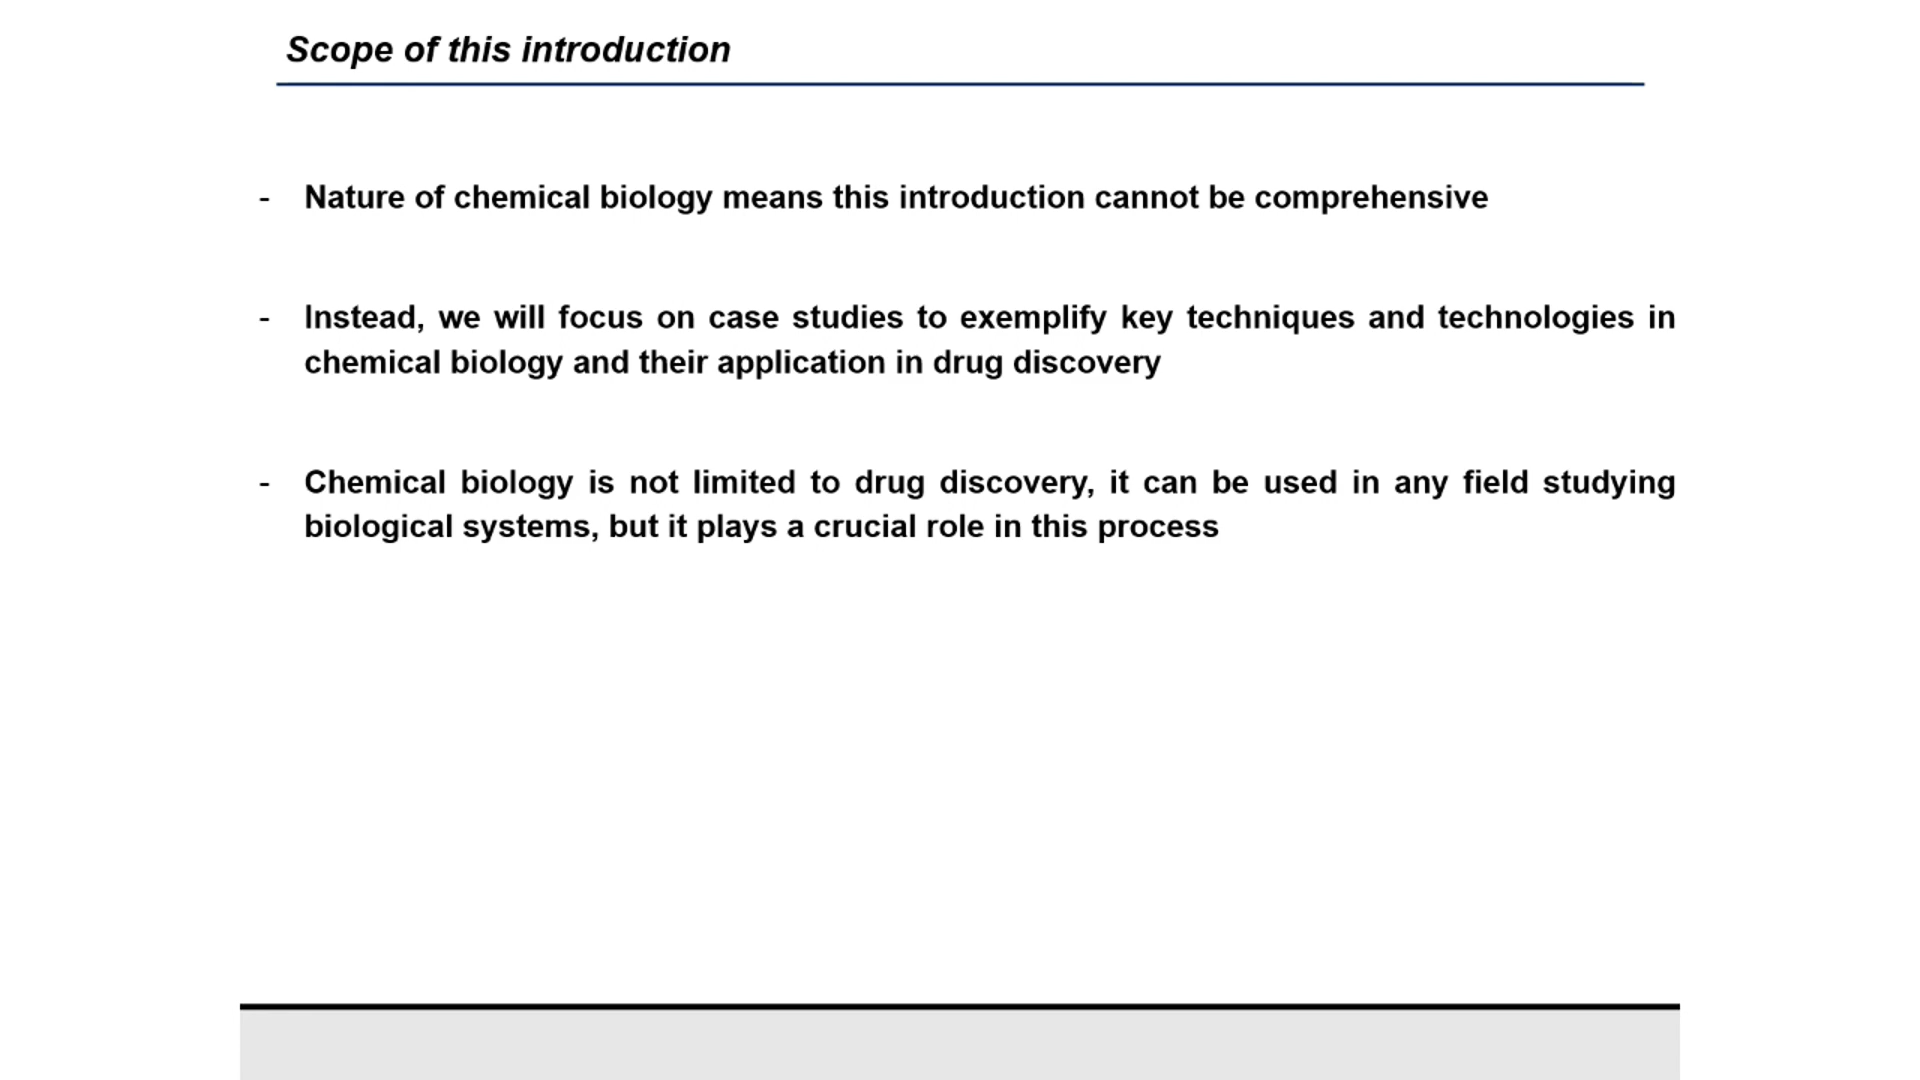 Scope of this introduction
- Nature of chemical biology means this introduction cannot be comprehensive
- Instead, we will focus on case studies to exemplify key techniques and technologies in
chemical biology and their application in drug discovery
- Chemical biology is not limited to drug discovery, it can be used in any field studying
biological systems, but it plays a crucial role in this process